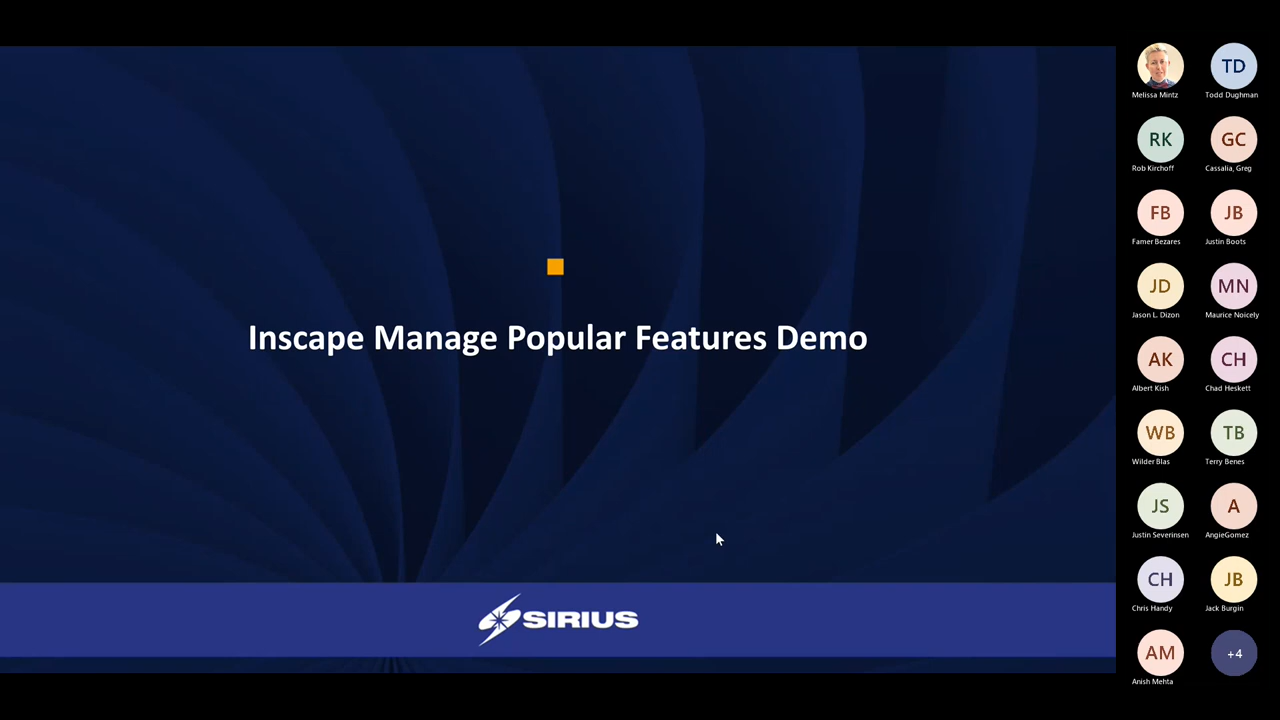 Inscape Manage Popular Features Demo
SIRIUS
Melissa Mintz
TD
Todd Dughman
RK
Rob Kirchoff
GC
Cassalia, Greg
FB
Famer Bezares
JB
Justin Boots
JD
Jason L. Dizon
MN
Maurice Noicely
AK
Albert Kish
CH
Chad Heskett
WB
Wilder Blas
TB
Terry Benes
JS
Justin Severinsen
A
AngieGomez
CH
Chris Handy
JB
Jack Burgin
AM
Anish Mehta
+4